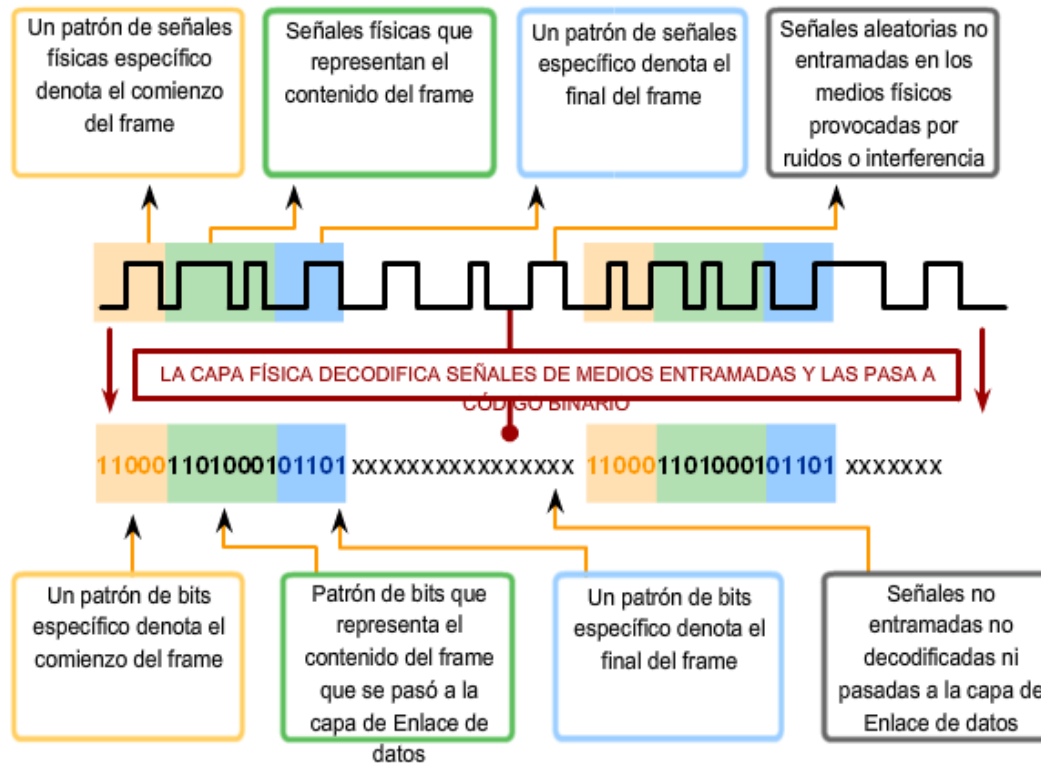 Un patrón de señales
físicas específico
denota el comienzo
del frame
Señales físicas que
representan el
contenido del frame
Un patrón de señales
específico denota el
final del frame
Señales aleatorias no
entramadas en los
medios físicos
provocadas por
ruidos o interferencia
LA CAPA FÍSICA DECODIFICA SEÑALES DE MEDIOS ENTRAMADAS Y LAS PASA A
CÓDIGO BINARIO
110001101000101101 xxxxxxxxxxxxxxxx 110001101000101101 xxxxxxx
Un patrón de bits
específico denota el
comienzo del frame
Patrón de bits que
representa el
contenido del frame
que se pasó a la
capa de Enlace de
datos
Un patrón de bits
específico denota el
final del frame
Señales no
entramadas no
decodificadas ni
pasadas a la capa de
Enlace de datos